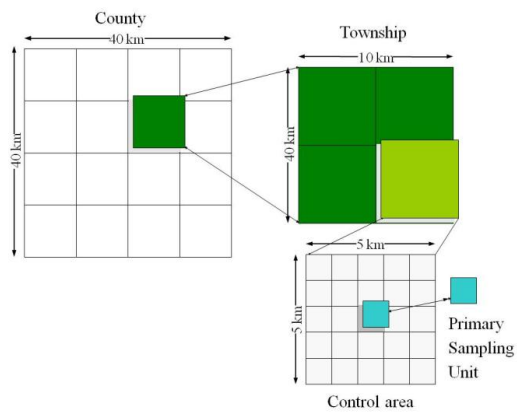 County
40 km
40 km
Township
10 km
40 km
5 km
5 km
Primary
Sampling
Unit
Control area